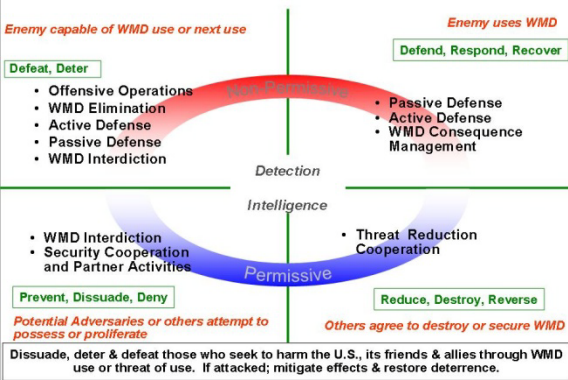 Enemy capable of WMD use or next use
Enemy uses WMD
Defeat, Deter
Defend, Respond, Recover
• Offensive Operations
• WMD Elimination
• Active Defense
• Passive Defense
• WMD Interdiction
Non-Permissive
• Passive Defense
• Active Defense
• WMD Consequence
Management
Detection
Intelligence
• WMD Interdiction
• Security Cooperation
and Partner Activities
• Threat Reduction
Cooperation
Permissive
Prevent, Dissuade, Deny
Reduce, Destroy, Reverse
Potential Adversaries or others attempt to
possess or proliferate
Others agree to destroy or secure WMD
Dissuade, deter & defeat those who seek to harm the U.S., its friends & allies through WMD
use or threat of use. If attacked; mitigate effects & restore deterrence.